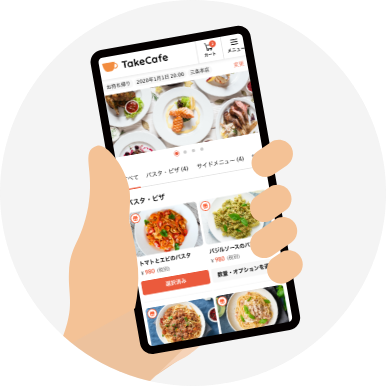 TakeCafe
カート
メニュー
お持ち帰り 2020年1月1日 20:00 三条本店 変更
すべて パスタ・ピザ (4) サイドメニュー (4)
パスタ・ピザ
トマトとエビのパスタ
¥ 980 (税別)
選択済み
バジルソースのパス
¥ 980 (税別)
数量・オプションを